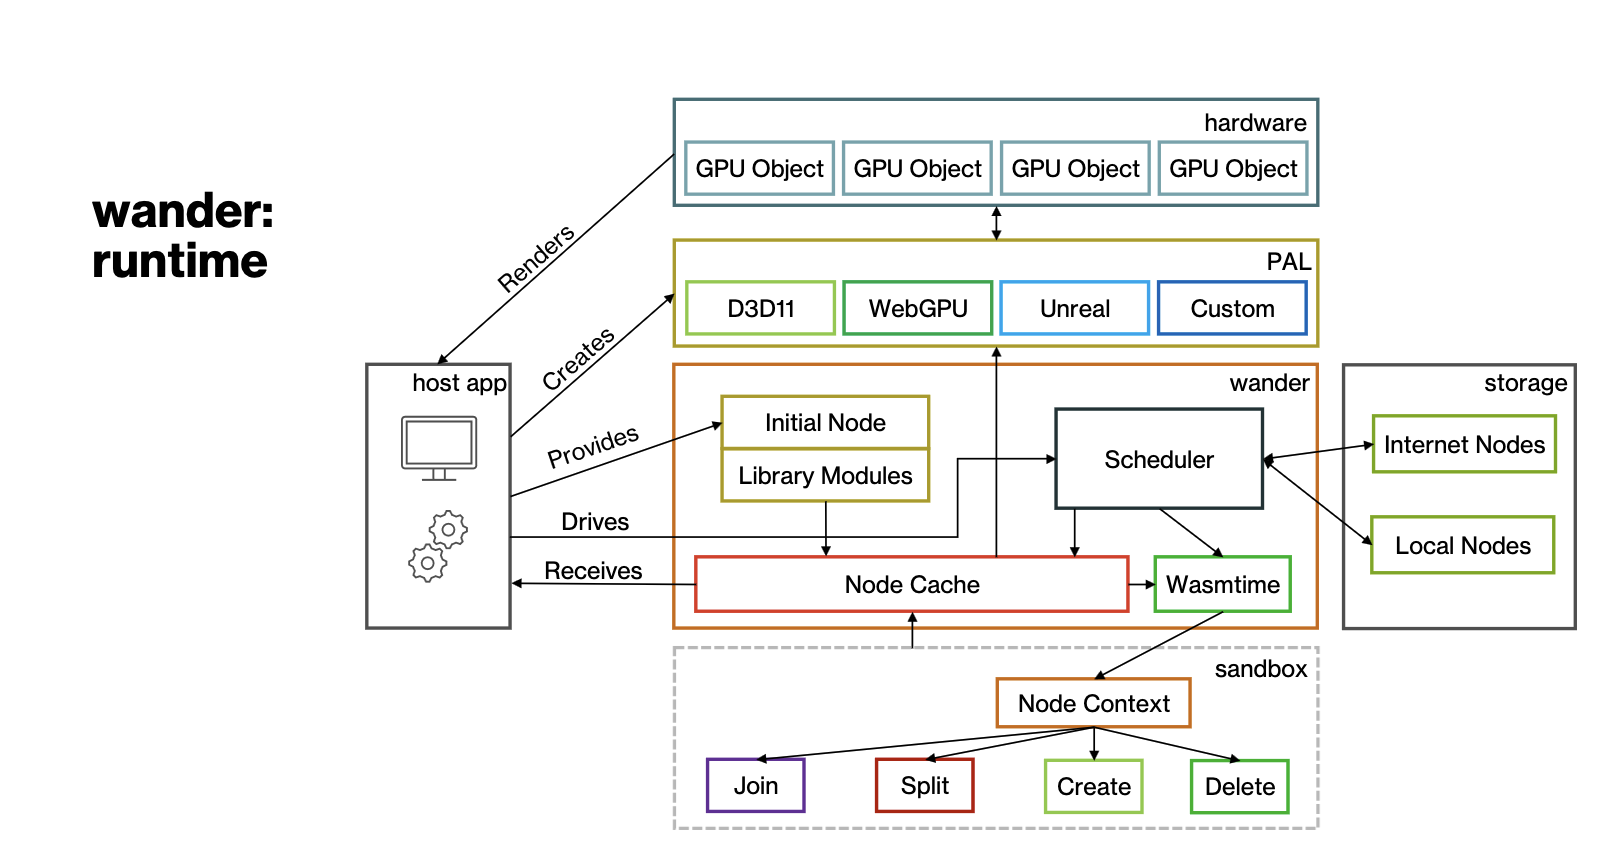 wander:
runtime
hardware
GPU Object
GPU Object
GPU Object
GPU Object
Renders
PAL
D3D11
WebGPU
Unreal
Custom
Creates
host app
wander
storage
Initial Node
Library Modules
Provides
Scheduler
Internet Nodes
Drives
Local Nodes
Receives
Node Cache
Wasmtime
sandbox
Node Context
Join
Split
Create
Delete